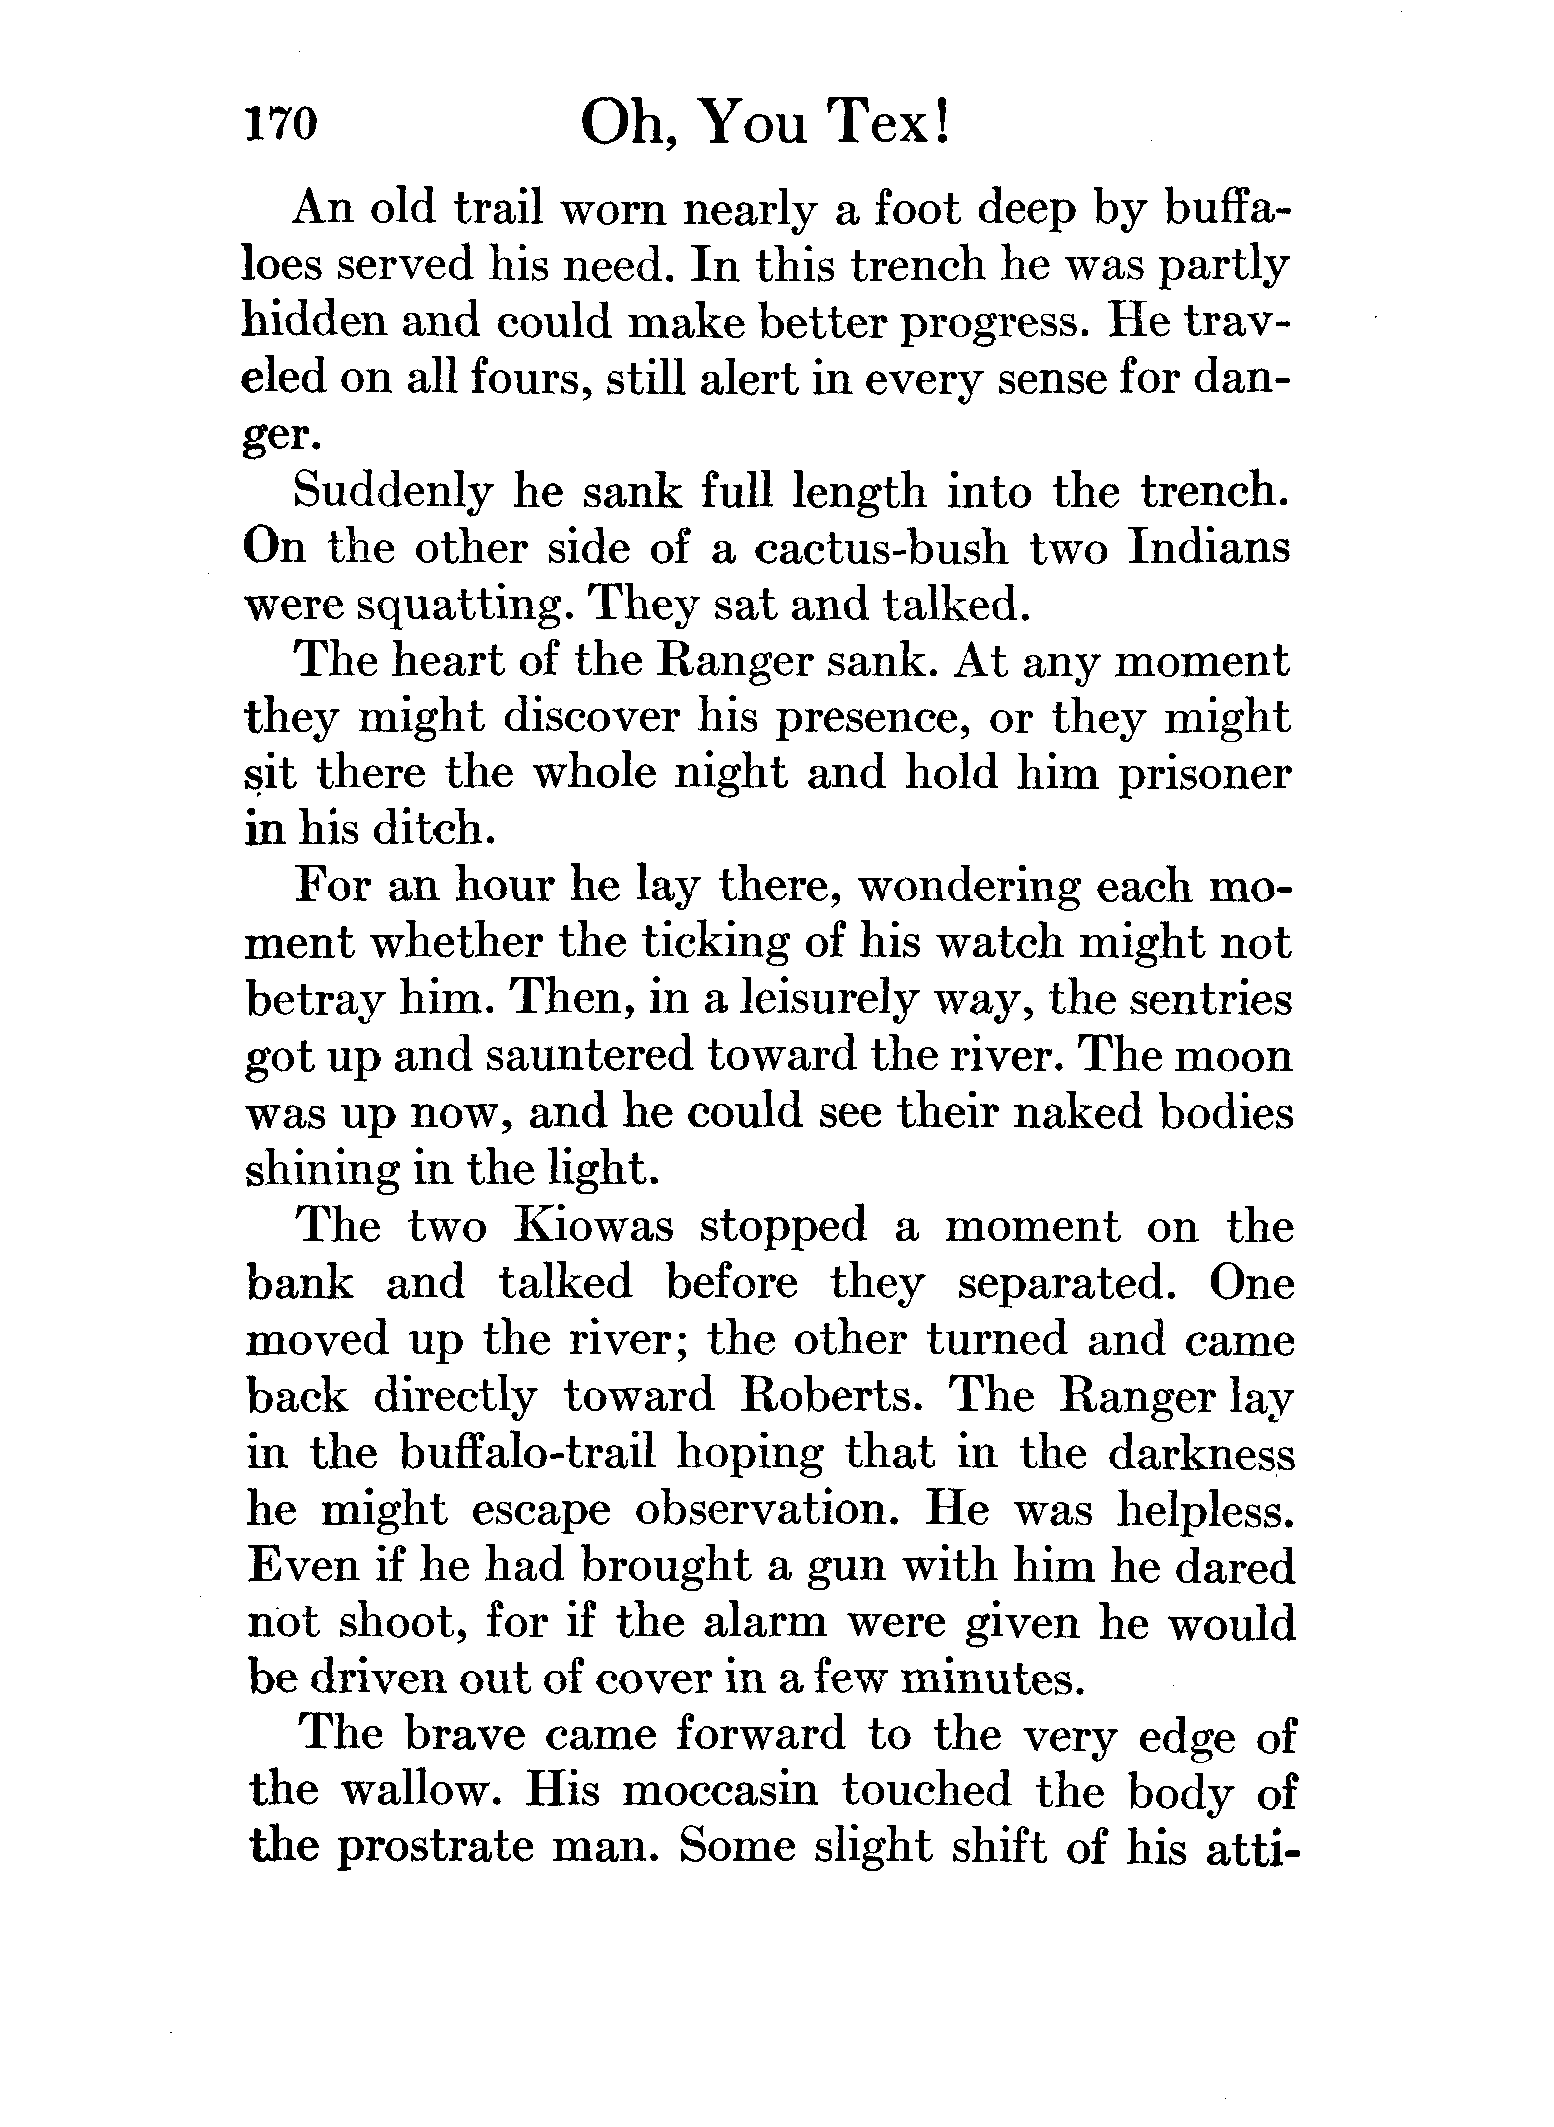 170 Oh, You Tex!
An old trail worn nearly a foot deep by buffa-
loes served his need. In this trench he was partly
hidden and could make better progress. He trav-
eled on all fours, still alert in every sense for dan-
ger.
Suddenly he sank full length into the trench.
On the other side of a cactus-bush two Indians
were squatting. They sat and talked.
The heart of the Ranger sank. At any moment
they might discover his presence, or they might
sit there the whole night and hold him prisoner
in his ditch.
For an hour he lay there, wondering each mo-
ment whether the ticking of his watch might not
betray him. Then, in a leisurely way, the sentries
got up and sauntered toward the river. The moon
was up now, and he could see their naked bodies
shining in the light.
The two Kiowas stopped a moment on the
bank and talked before they separated. One
moved up the river; the other turned and came
back directly toward Roberts. The Ranger lay
in the buffalo-trail hoping that in the darkness
he might escape observation. He was helpless.
Even if he had brought a gun with him he dared
not shoot, for if the alarm were given he would
be driven out of cover in a few minutes.
The brave came forward to the very edge of
the wallow. His moccasin touched the body of
the prostrate man. Some slight shift of his atti-